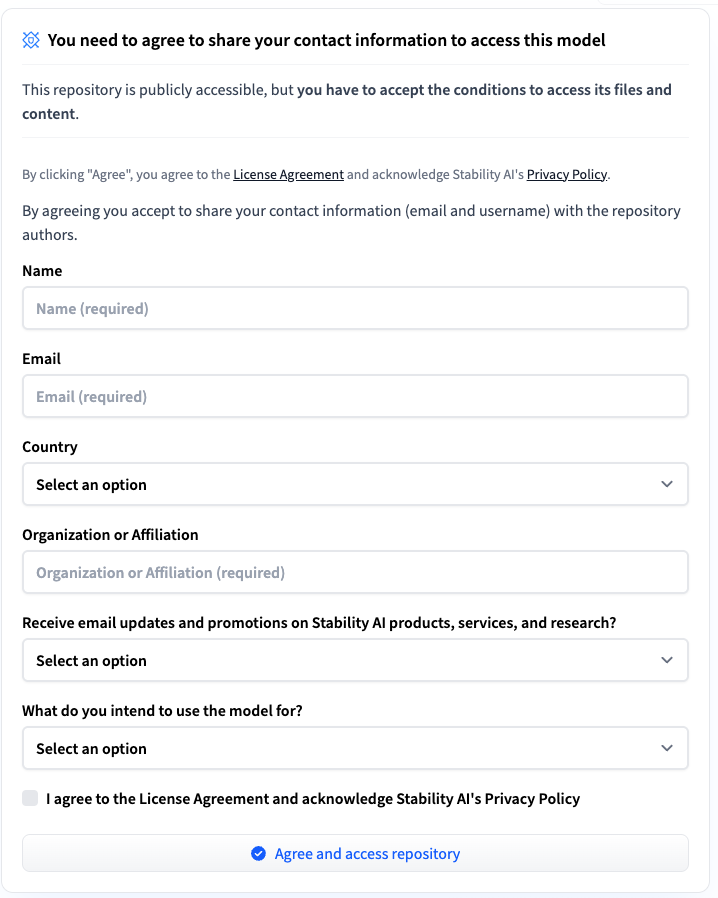 You need to agree to share your contact information to access this model
This repository is publicly accessible, but you have to accept the conditions to access its files and
content.
By clicking "Agree", you agree to the License Agreement and acknowledge Stability AI's Privacy Policy.
By agreeing you accept to share your contact information (email and username) with the repository
authors.
Name
Name (required)
Email
Email (required)
Country
Select an option
Organization or Affiliation
Organization or Affiliation (required)
Receive email updates and promotions on Stability AI products, services, and research?
Select an option
What do you intend to use the model for?
Select an option
I agree to the License Agreement and acknowledge Stability AI's Privacy Policy
Agree and access repository